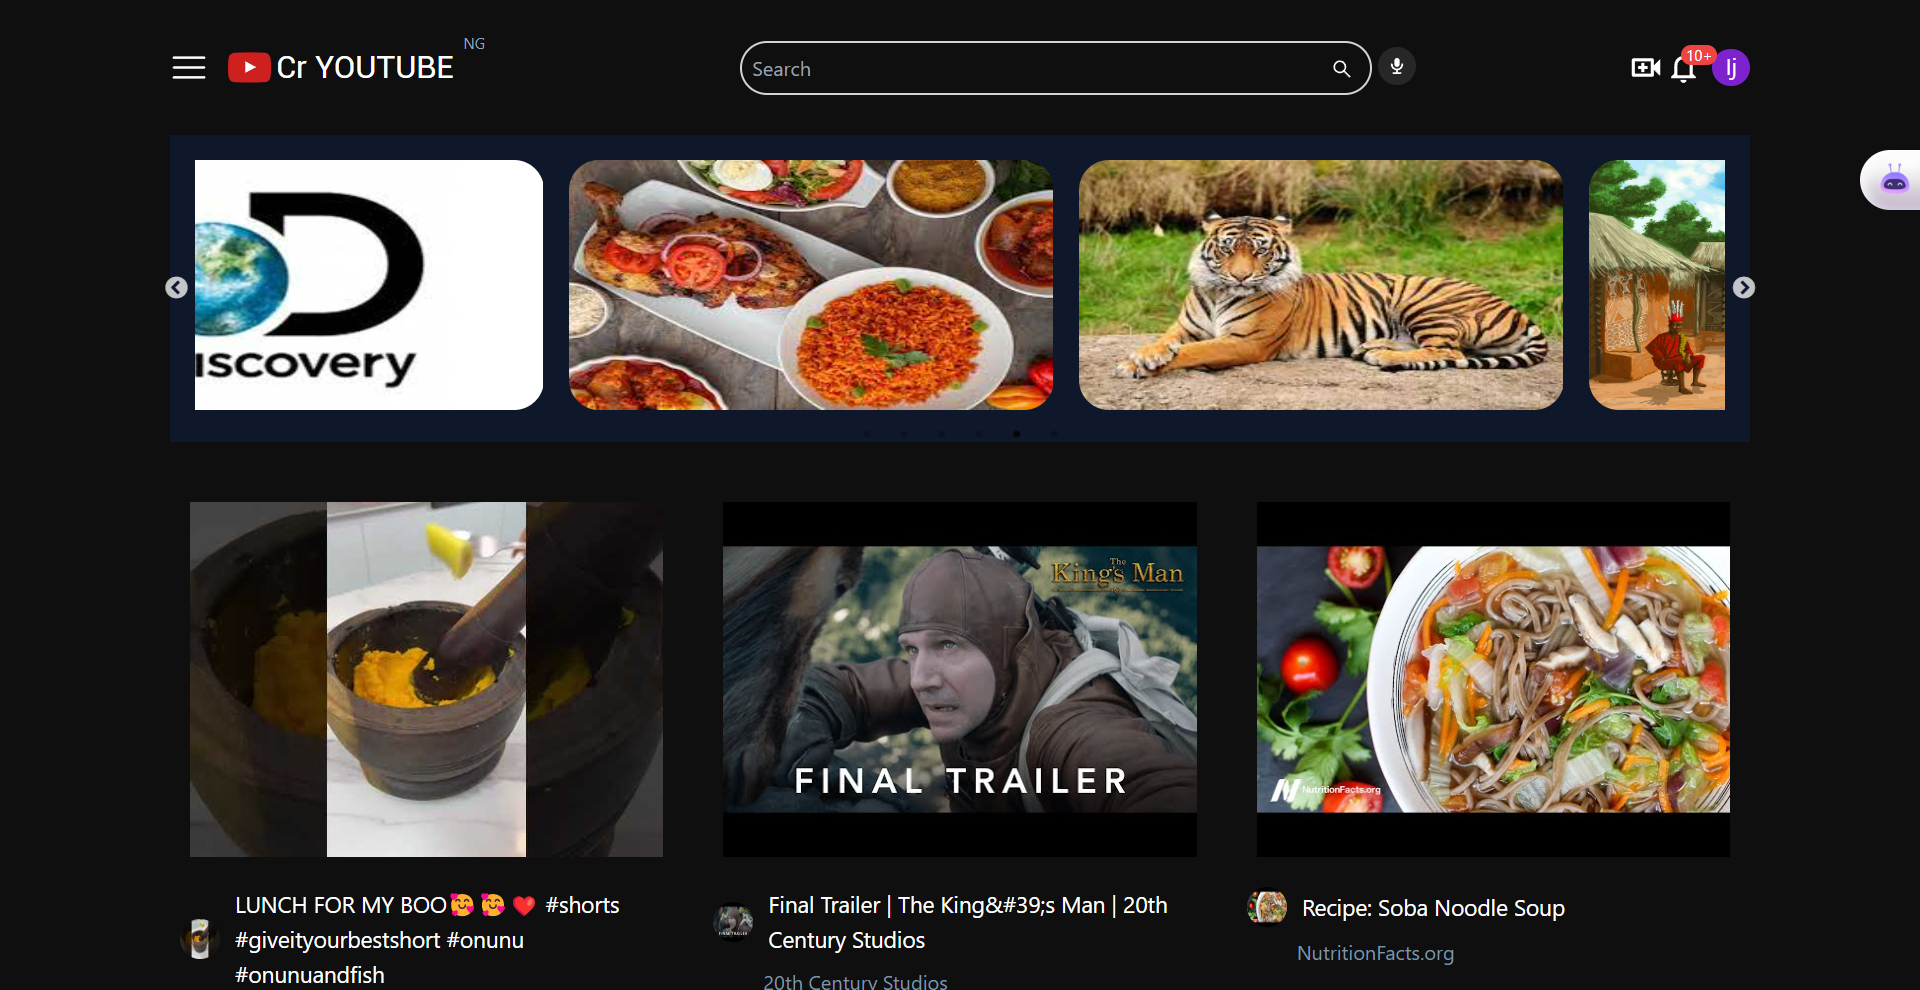 NG
Cr YOUTUBE
Search
10+
Ij
D
iscovery
The
King's Man
FINAL TRAILER
NutritionFacts.org
LUNCH FOR MY BOO🥰 🥰 ❤️ #shorts
#giveityourbestshort #onunu
#onunuandfish
Final Trailer | The King&#39;s Man | 20th
Century Studios
20th Century Studios
Recipe: Soba Noodle Soup
NutritionFacts.org